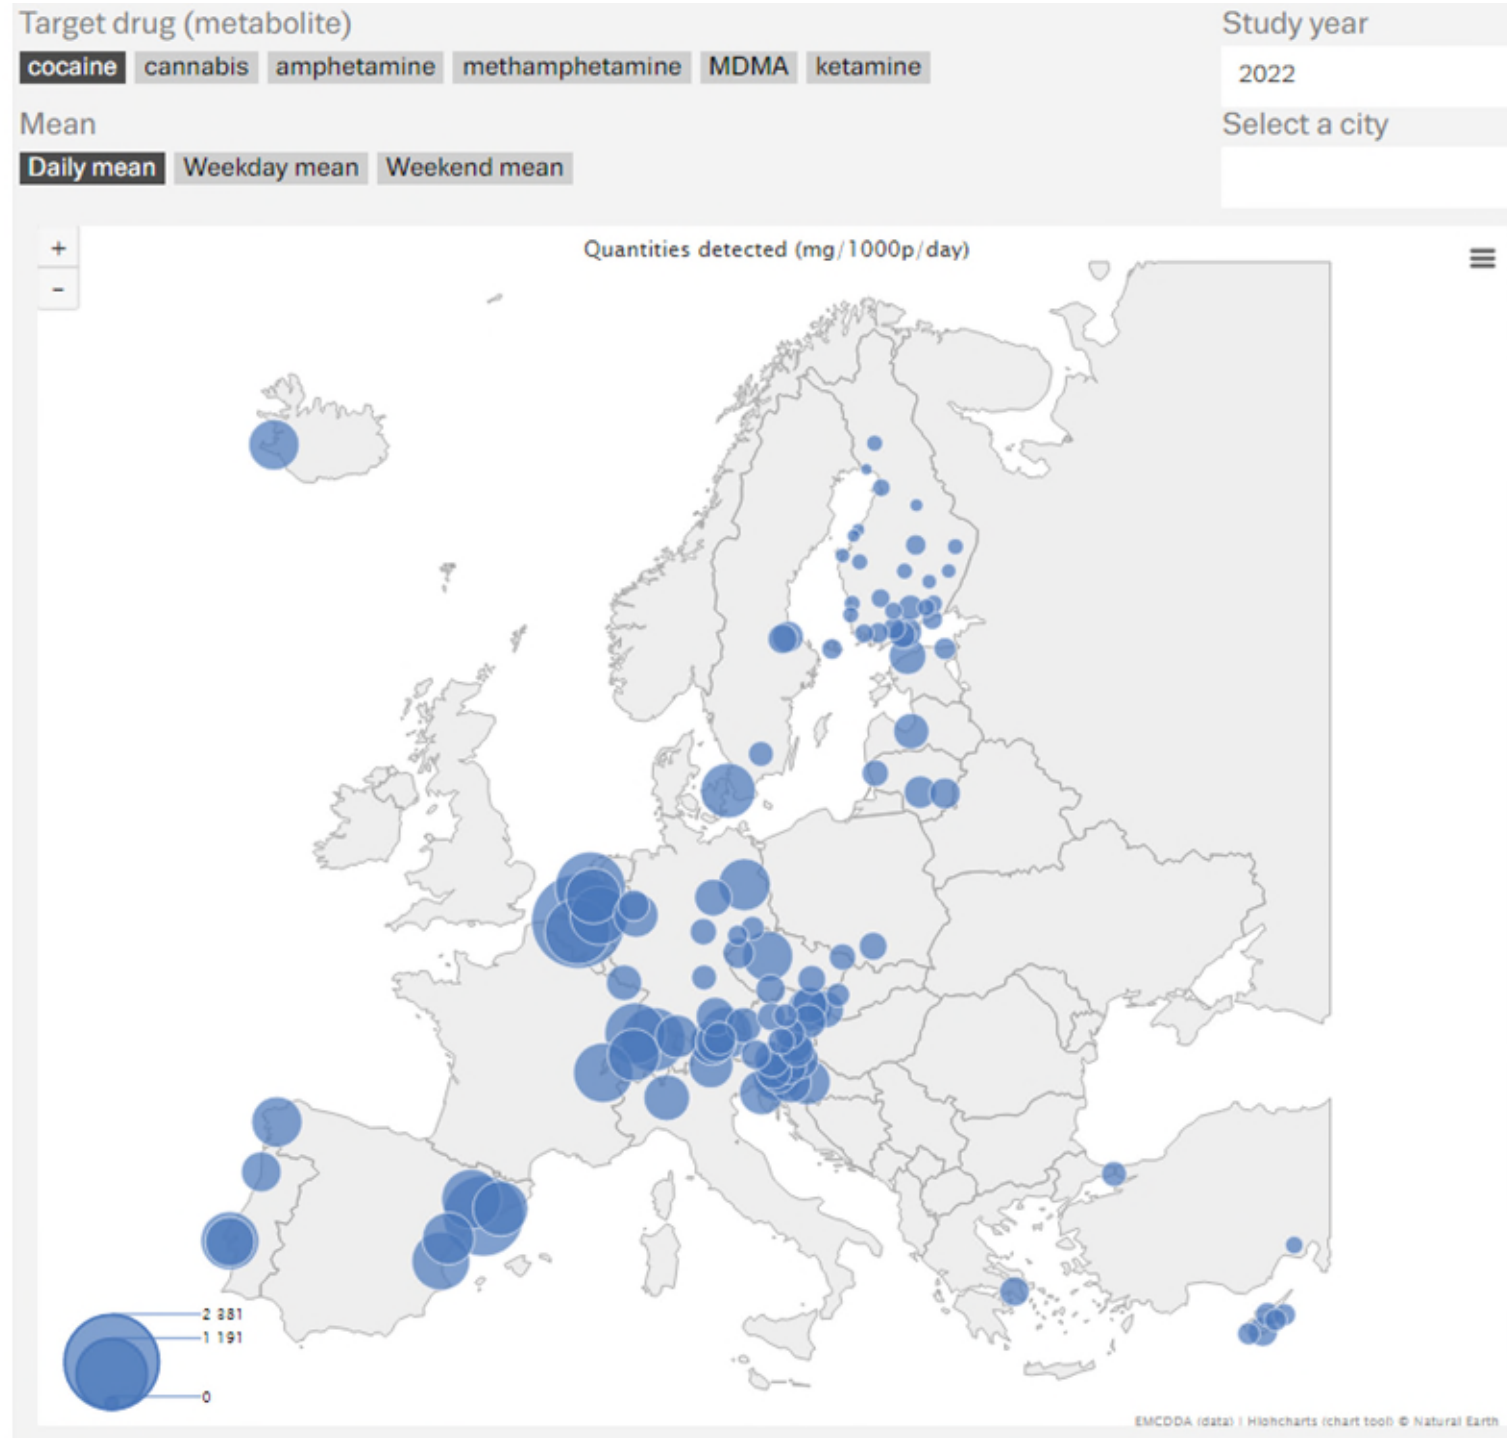 Target drug (metabolite)
Study year
cocaine cannabis amphetamine methamphetamine MDMA ketamine
2022
Mean
Select a city
Daily mean Weekday mean Weekend mean
+
Quantities detected (mg/1000p/day)
-
2 381
1 191
0
EMCDDA (data) | Highcharts (chart tool) © Natural Earth